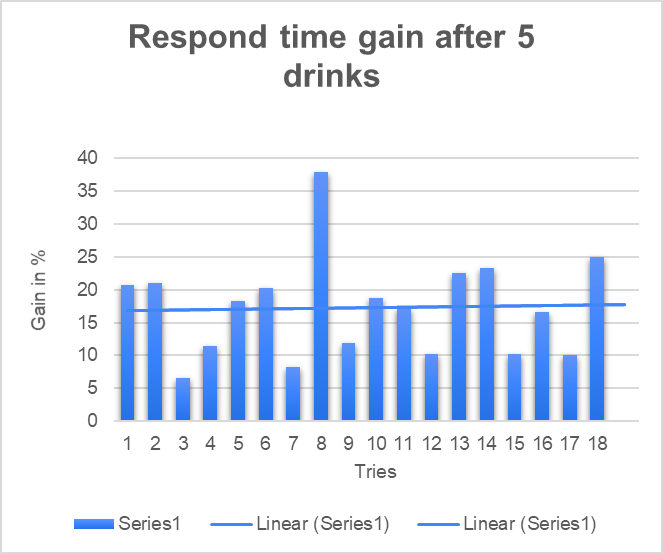 Respond time gain after 5
drinks
40
35
30
25
20
15
10
5
0
Gain in %
1 2 3 4 5 6 7 8 9 10 11 12 13 14 15 16 17 18
Tries
Series1 Linear (Series1) Linear (Series1)